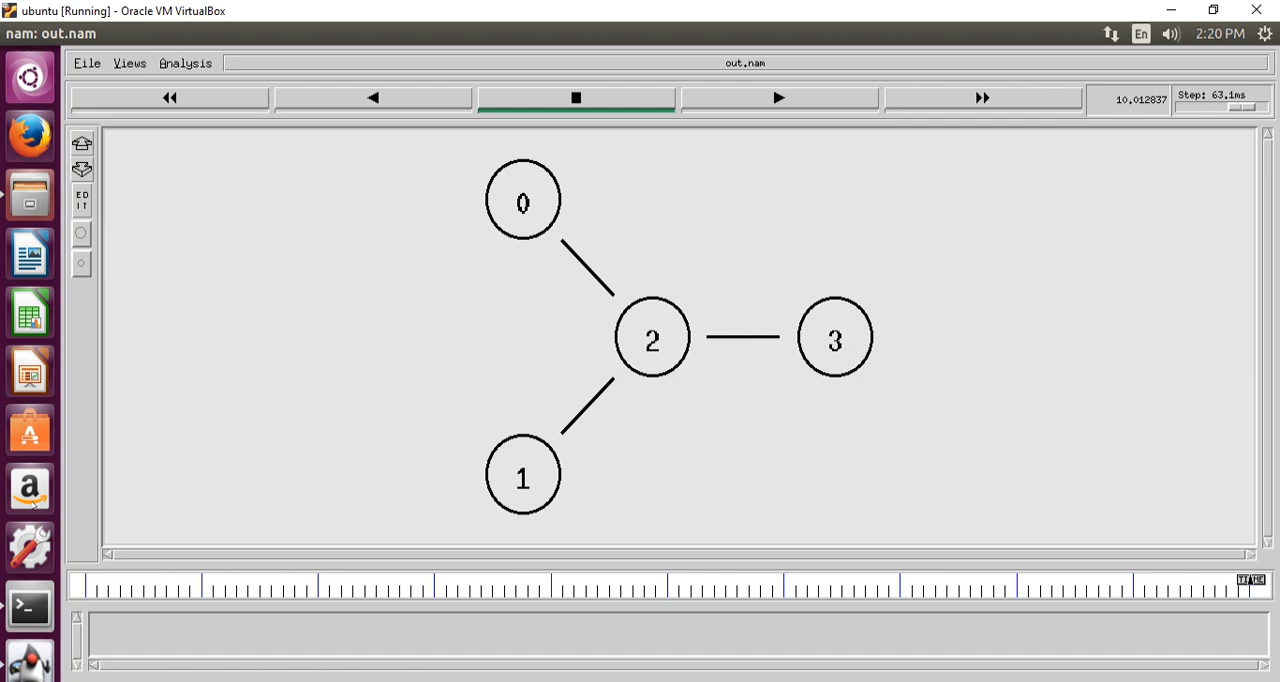 ubuntu [Running] - Oracle VM VirtualBox
nam: out.nam
En
2:20 PM
File Views Analysis
out.nam
10.012837
Step: 63.1ms
ED
IT
0
2
3
1
TIME